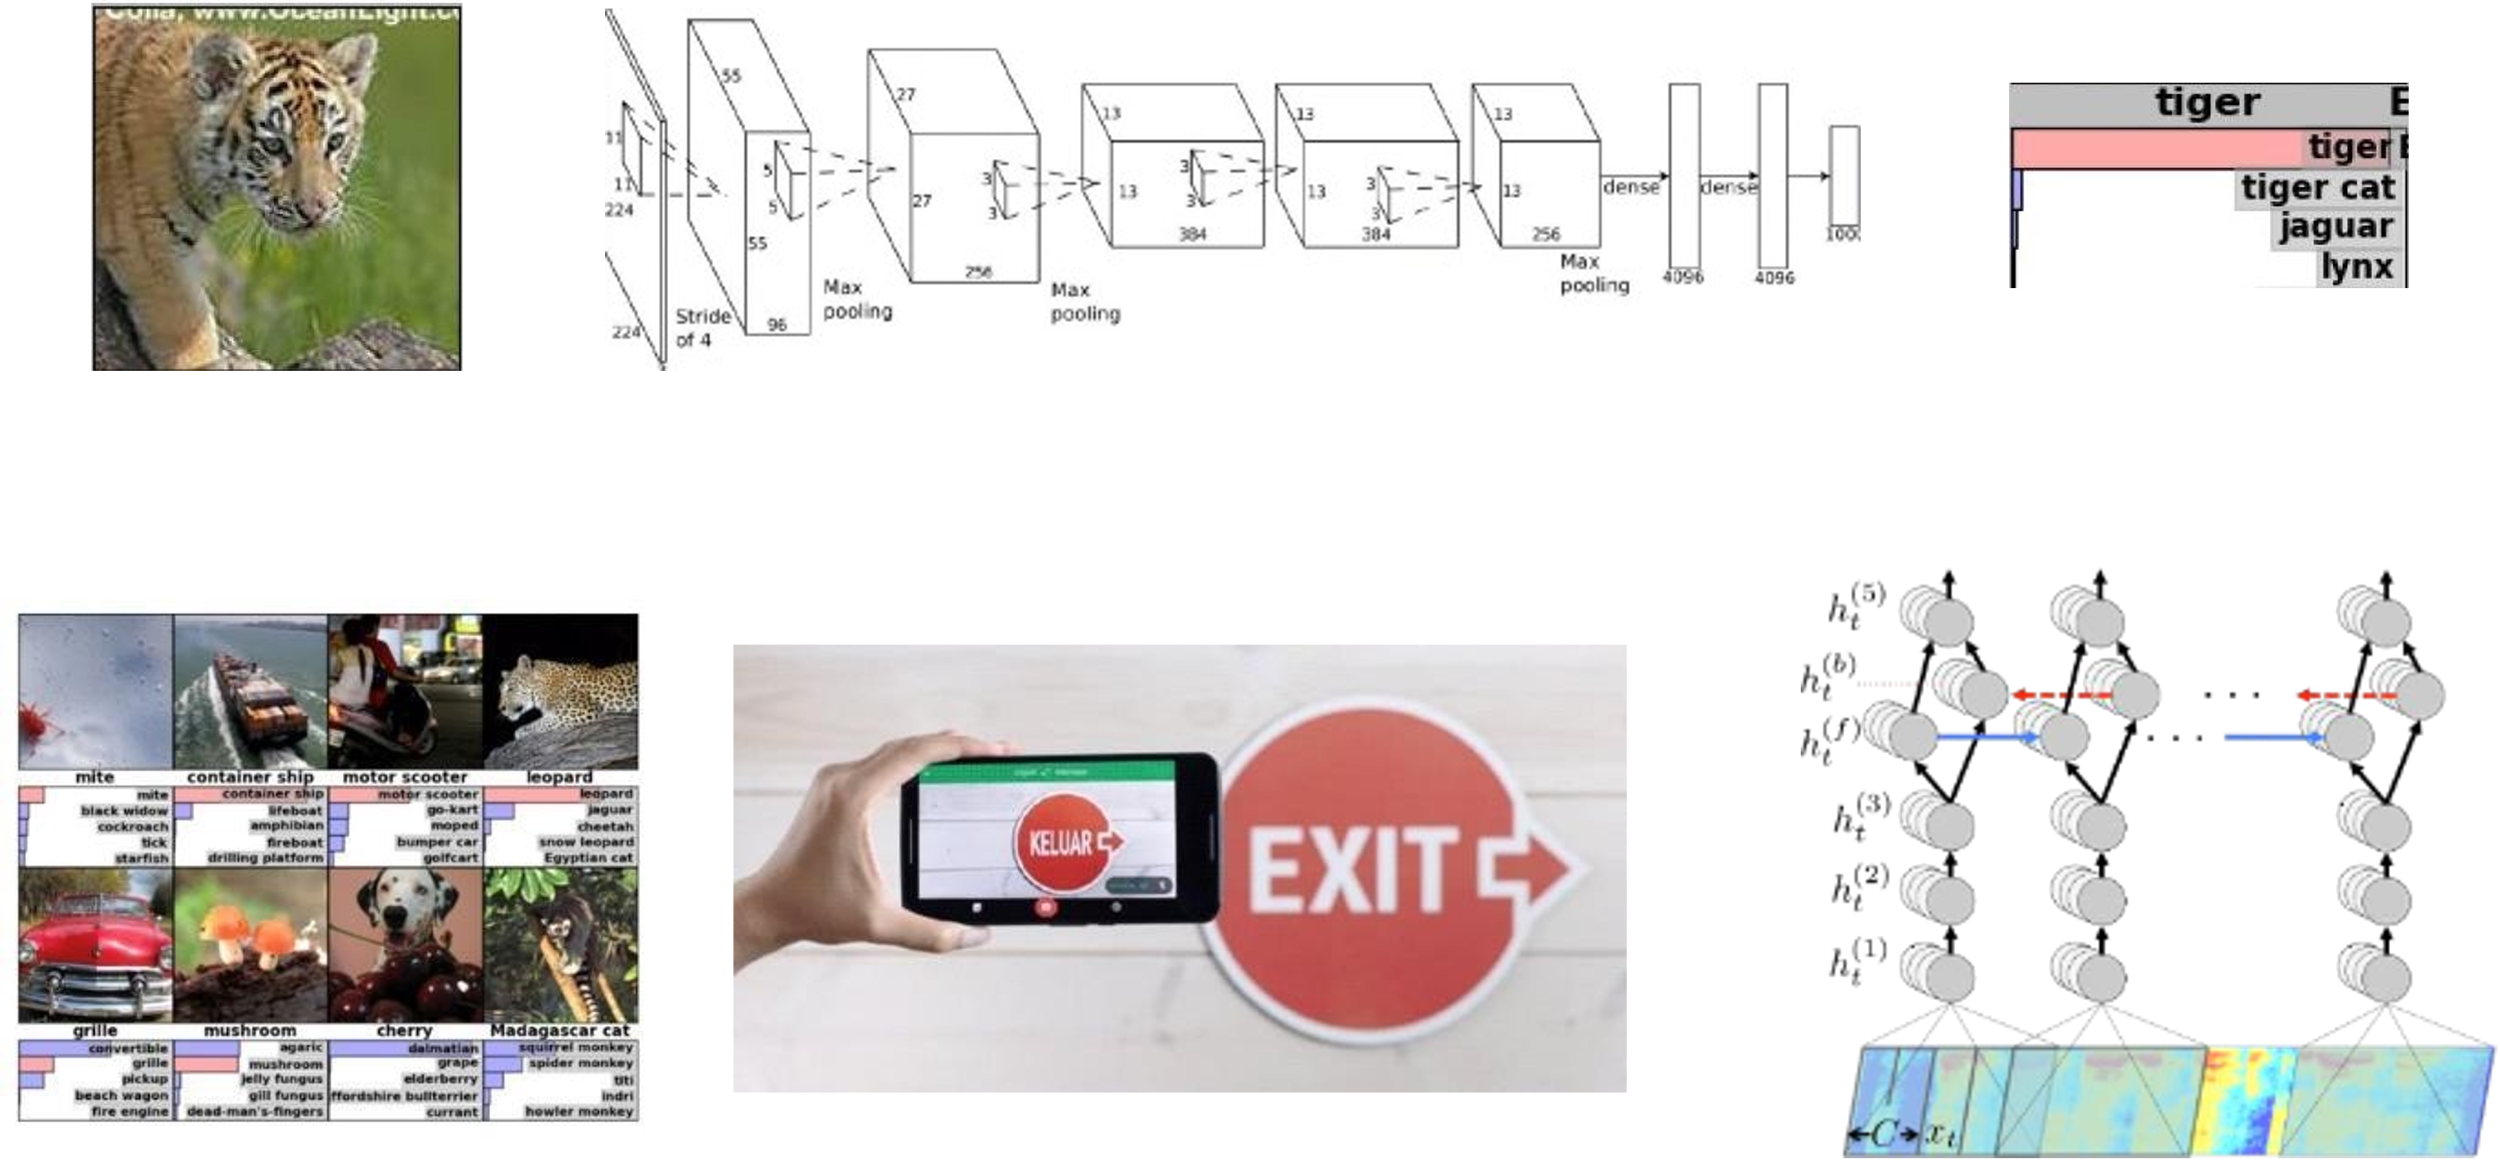 tiger
tiger
tiger cat
jaguar
lynx
55
27
13
13
13
11
11
5
5
3
3
3
3
3
3
55
27
13
13
13
224
224
96
256
384
384
256
Stride
of 4
Max
pooling
Max
pooling
Max
pooling
dense
dense
4096
4096
mite
container ship
motor scooter
leopard
mite
black widow
cockroach
tick
starfish
container ship
lifeboat
amphibian
fireboat
drilling platform
motor scooter
go-kart
moped
bumper car
golfcart
leopard
jaguar
cheetah
snow leopard
Egyptian cat
grille
mushroom
cherry
Madagascar cat
convertible
grille
pickup
beach wagon
fire engine
agaric
mushroom
jelly fungus
gill fungus
dead-man's-fingers
dalmatian
grape
elderberry
ffordshire bullterrier
currant
squirrel monkey
spider monkey
titi
indri
howler monkey
KELUAR
EXIT
h_t^(5)
h_t^(b)
h_t^(f)
h_t^(3)
h_t^(2)
h_t^(1)
C
x_t